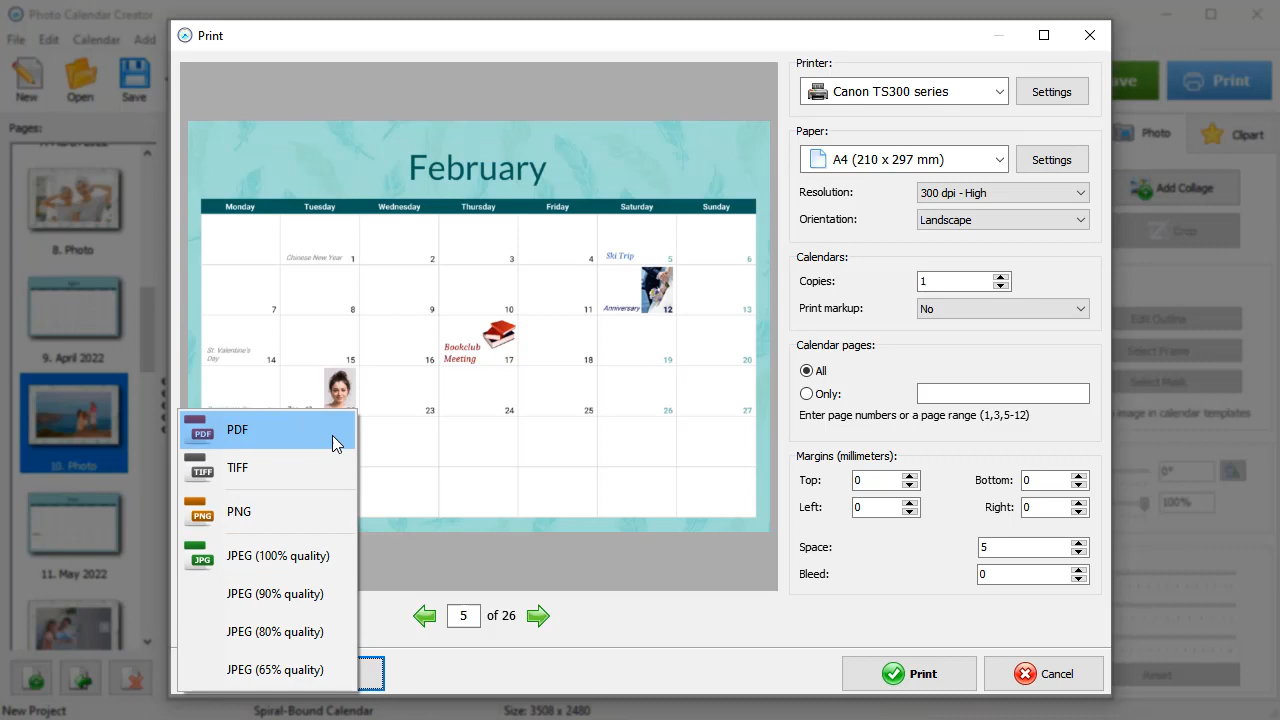 Photo Calendar Creator
File Edit Calendar Add
New Open Save
Print
Pages:
8. Photo
9. April 2022
10. Photo
11. May 2022
Print
February
Monday Tuesday Wednesday Thursday Friday Saturday Sunday
Chinese New Year 1 2 3 4 Ski Trip 5 6
7 8 9 10 11 Anniversary 12 13
St. Valentine's
Day 14 15 16 Bookclub
Meeting 17 18 19 20
23 24 25 26 27
PDF PDF
TIFF TIFF
PNG PNG
JPG JPEG (100% quality)
JPEG (90% quality)
JPEG (80% quality)
JPEG (65% quality)
5 of 26
Printer:
Canon TS300 series Settings
Paper:
A4 (210 x 297 mm) Settings
Resolution: 300 dpi - High
Orientation: Landscape
Calendars:
Copies: 1
Print markup: No
Calendar pages:
All
Only:
Enter page numbers or a page range (1,3,5-12)
Margins (millimeters):
Top: 0 Bottom: 0
Left: 0 Right: 0
Space: 5
Bleed: 0
Print Cancel
Photo Clipart
Add Collage
Crop
Edit Outline
Select Frame
Select Mask
image in calendar templates
0°
100%
Reset
New Project Spiral-Bound Calendar Size: 3508 x 2480